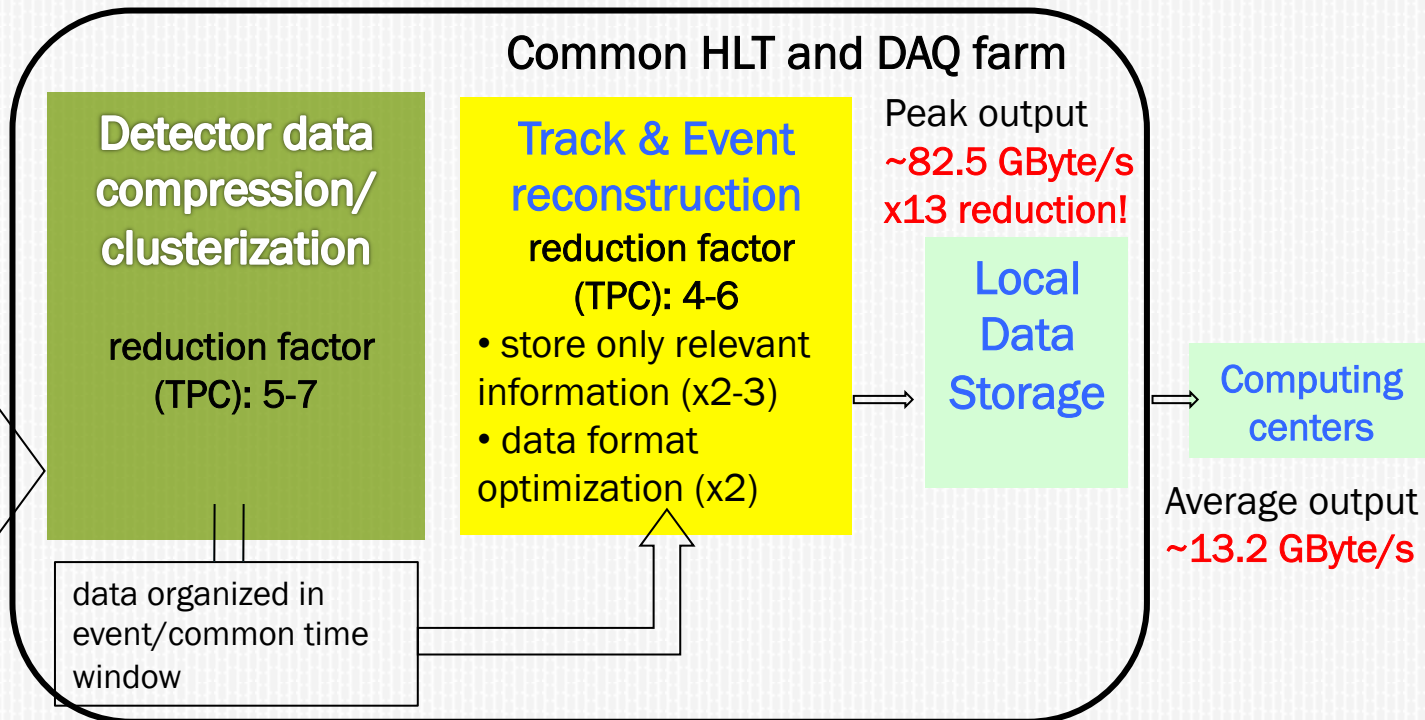 Common HLT and DAQ farm
Detector data
compression/
clusterization
reduction factor
(TPC): 5-7
Track & Event
reconstruction
reduction factor
(TPC): 4-6
• store only relevant
information (x2-3)
• data format
optimization (x2)
Peak output
~82.5 GByte/s
x13 reduction!
Local
Data
Storage
Computing
centers
Average output
~13.2 GByte/s
data organized in
event/common time
window